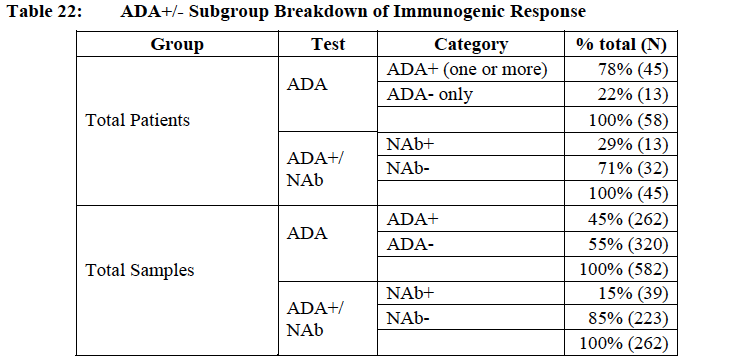 Table 22: ADA+/- Subgroup Breakdown of Immunogenic Response
Group Test Category % total (N)
Total Patients ADA ADA+ (one or more) 78% (45)
ADA- only 22% (13)
100% (58)
ADA+/ NAb NAb+ 29% (13)
NAb- 71% (32)
100% (45)
Total Samples ADA ADA+ 45% (262)
ADA- 55% (320)
100% (582)
ADA+/ NAb NAb+ 15% (39)
NAb- 85% (223)
100% (262)